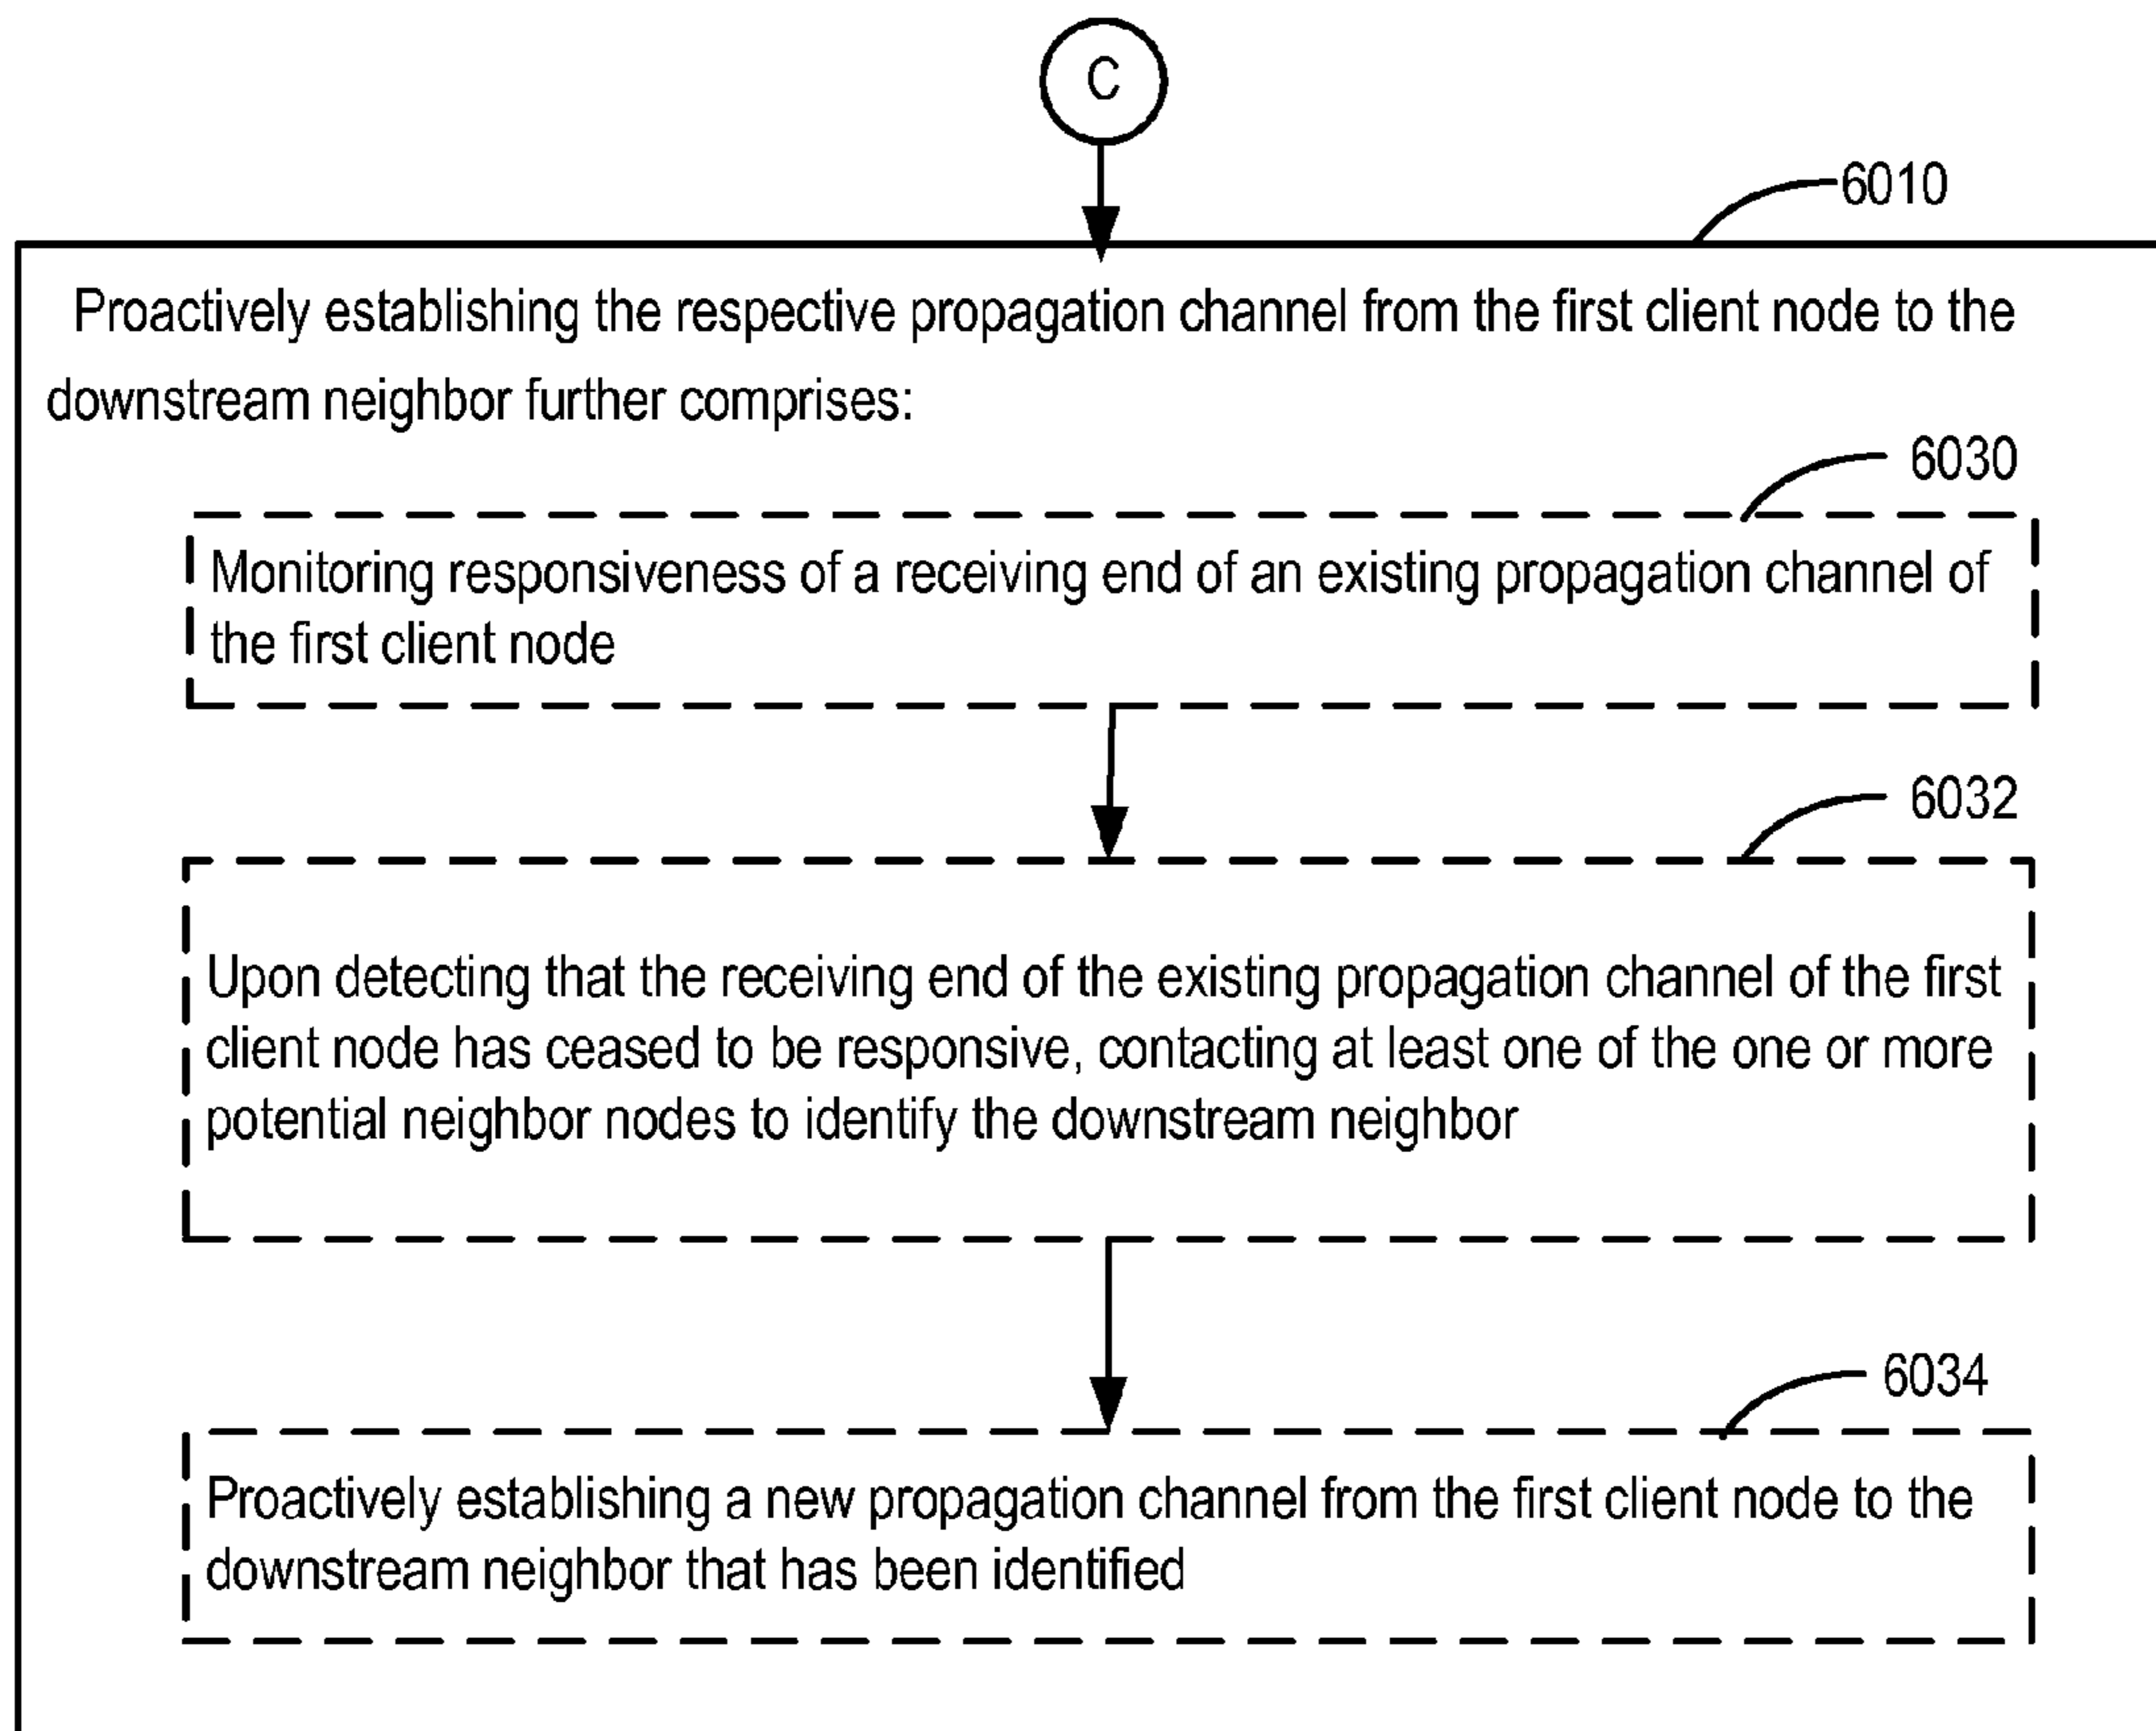 C
6010
Proactively establishing the respective propagation channel from the first client node to the
downstream neighbor further comprises:
6030
Monitoring responsiveness of a receiving end of an existing propagation channel of
the first client node
6032
Upon detecting that the receiving end of the existing propagation channel of the first
client node has ceased to be responsive, contacting at least one of the one or more
potential neighbor nodes to identify the downstream neighbor
6034
Proactively establishing a new propagation channel from the first client node to the
downstream neighbor that has been identified